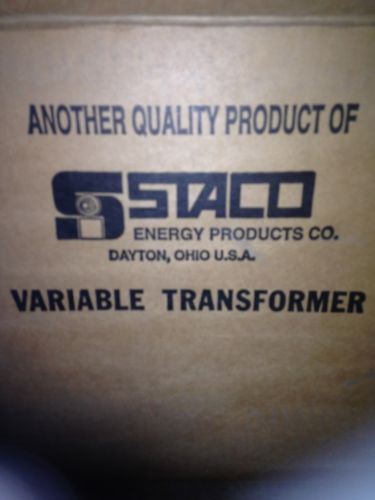 ANOTHER QUALITY PRODUCT OF
STACO
ENERGY PRODUCTS CO.
DAYTON, OHIO U.S.A.
VARIABLE TRANSFORMER